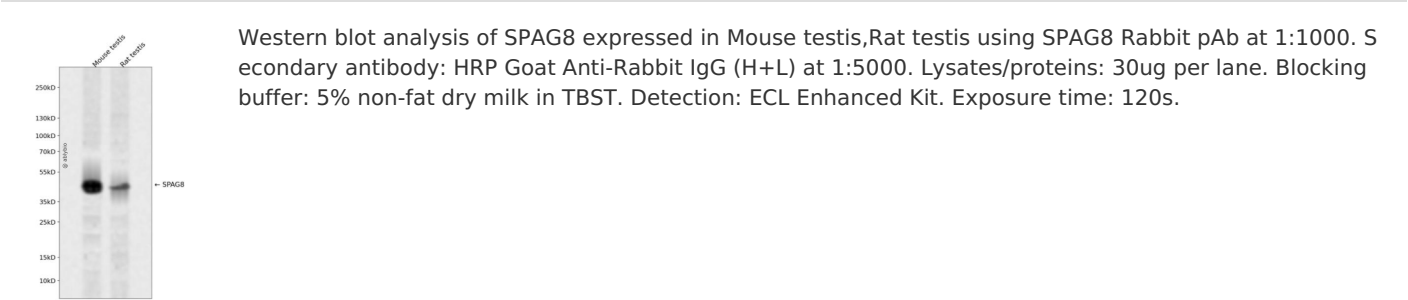 Mouse testis
Rat testis
250kD
130kD
100kD
70kD
55kD
35kD
25kD
15kD
10kD
← SPAG8
Western blot analysis of SPAG8 expressed in Mouse testis,Rat testis using SPAG8 Rabbit pAb at 1:1000. S
econdary antibody: HRP Goat Anti-Rabbit IgG (H+L) at 1:5000. Lysates/proteins: 30ug per lane. Blocking
buffer: 5% non-fat dry milk in TBST. Detection: ECL Enhanced Kit. Exposure time: 120s.